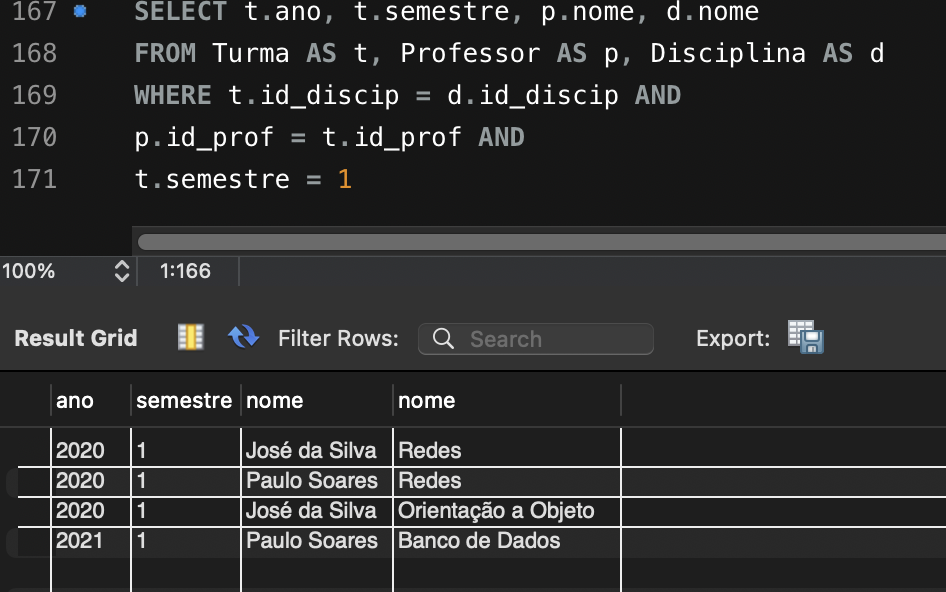 167 SELECT t.ano, t.semestre, p.nome, d.nome
168 FROM Turma AS t, Professor AS p, Disciplina AS d
169 WHERE t.id_discip = d.id_discip AND
170 p.id_prof = t.id_prof AND
171 t.semestre = 1
100% 1:166
Result Grid Filter Rows: Search Export:
ano semestre nome nome
2020 1 José da Silva Redes
2020 1 Paulo Soares Redes
2020 1 José da Silva Orientação a Objeto
2021 1 Paulo Soares Banco de Dados